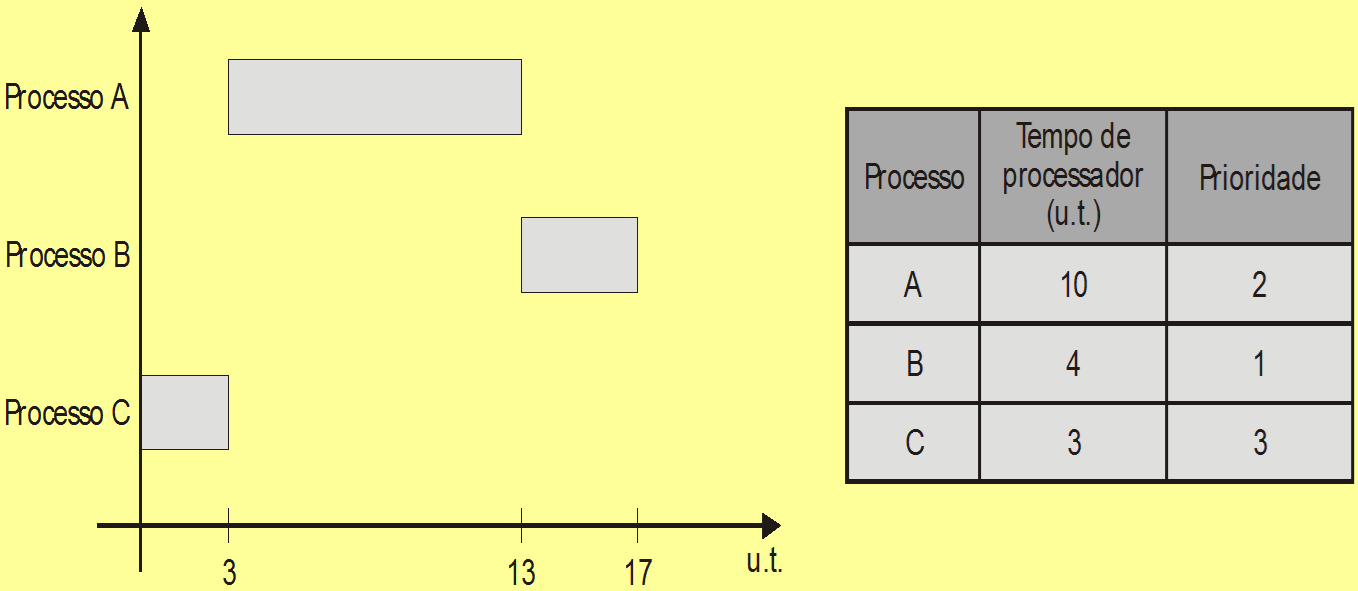 Processo A
Processo B
Processo C
3
13
17
u.t.
Processo
Tempo de
processador
(u.t.)
Prioridade
A
10
2
B
4
1
C
3
3